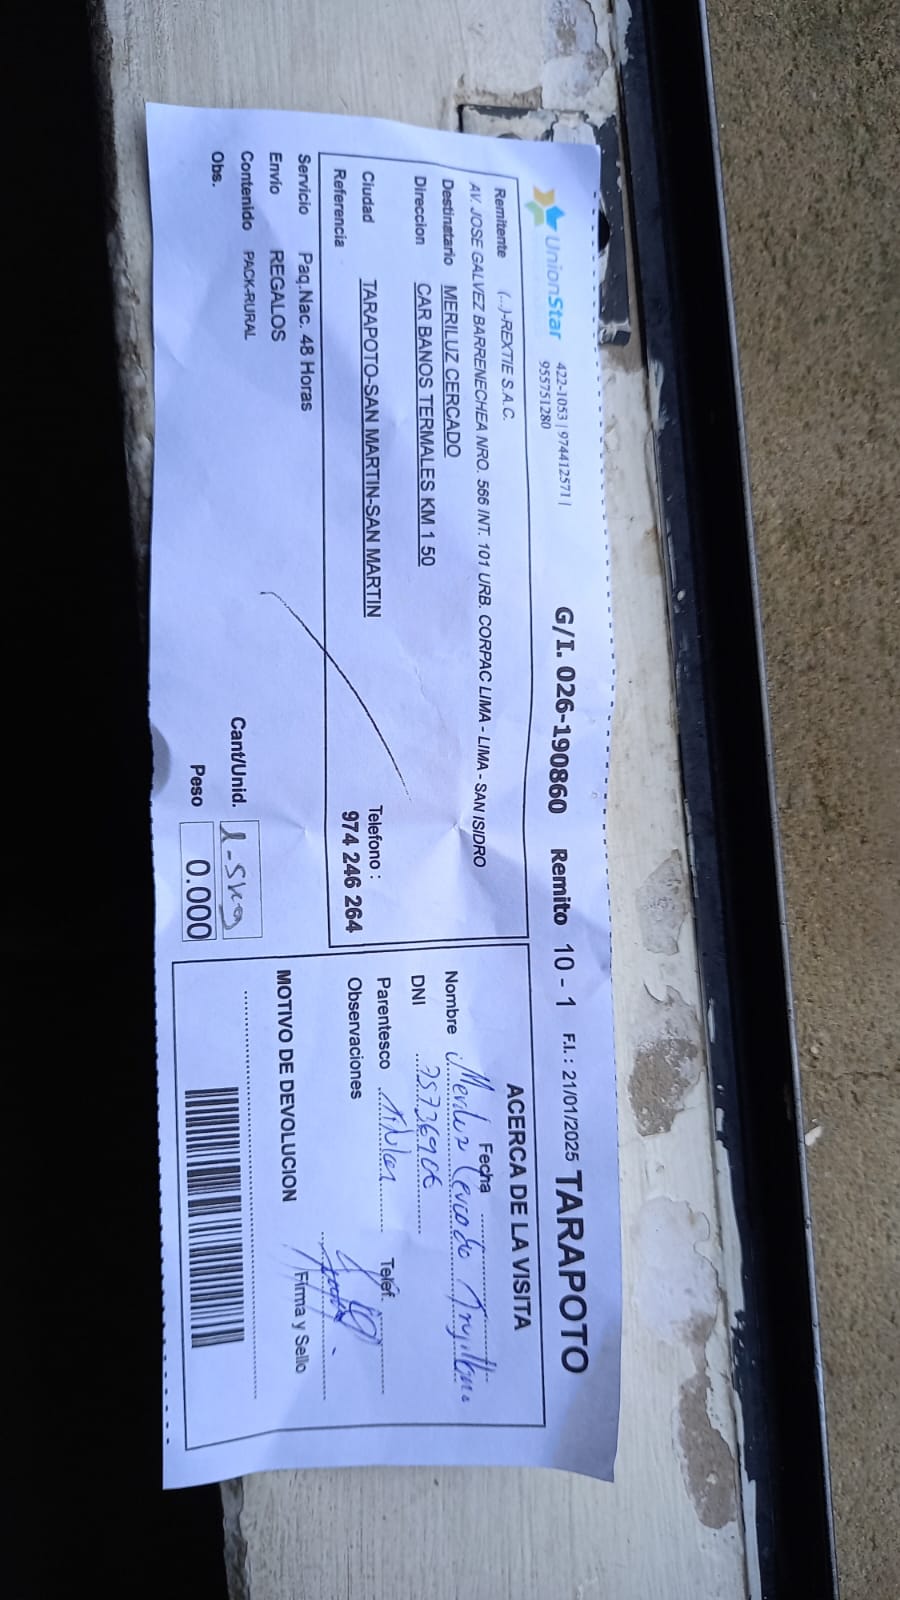 UnionStar
422-1053 | 974412571 |
955751280
G/I. 026-190860 Remito 10 - 1 F.I.: 21/01/2025 TARAPOTO
Remitente (...)-REXTIE S.A.C.
AV. JOSE GALVEZ BARRENECHEA NRO. 566 INT. 101 URB. CORPAC LIMA - LIMA - SAN ISIDRO
Destinatario MERILUZ CERCADO
Direccion CAR BANOS TERMALES KM 1 50
Ciudad TARAPOTO-SAN MARTIN-SAN MARTIN
Referencia
Telefono :
974 246 264
Servicio Paq.Nac. 48 Horas
Envio REGALOS
Contenido PACK-RURAL
Obs.
Cant/Unid.
Peso 0.000
ACERCA DE LA VISITA
Fecha
Nombre Meriluz Cercado
DNI
Parentesco
Teléf.
Observaciones
Firma y Sello
MOTIVO DE DEVOLUCION